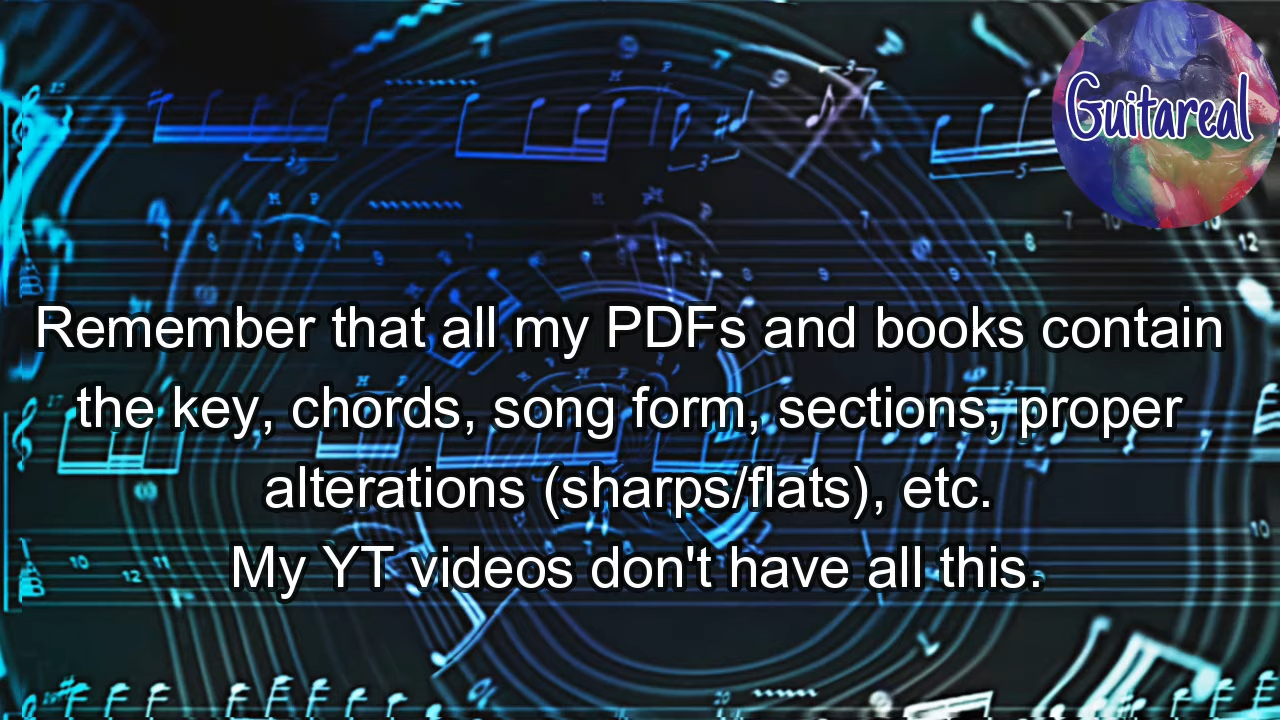 Guitareal
Remember that all my PDFs and books contain
the key, chords, song form, sections, proper
alterations (sharps/flats), etc.
My YT videos don't have all this.